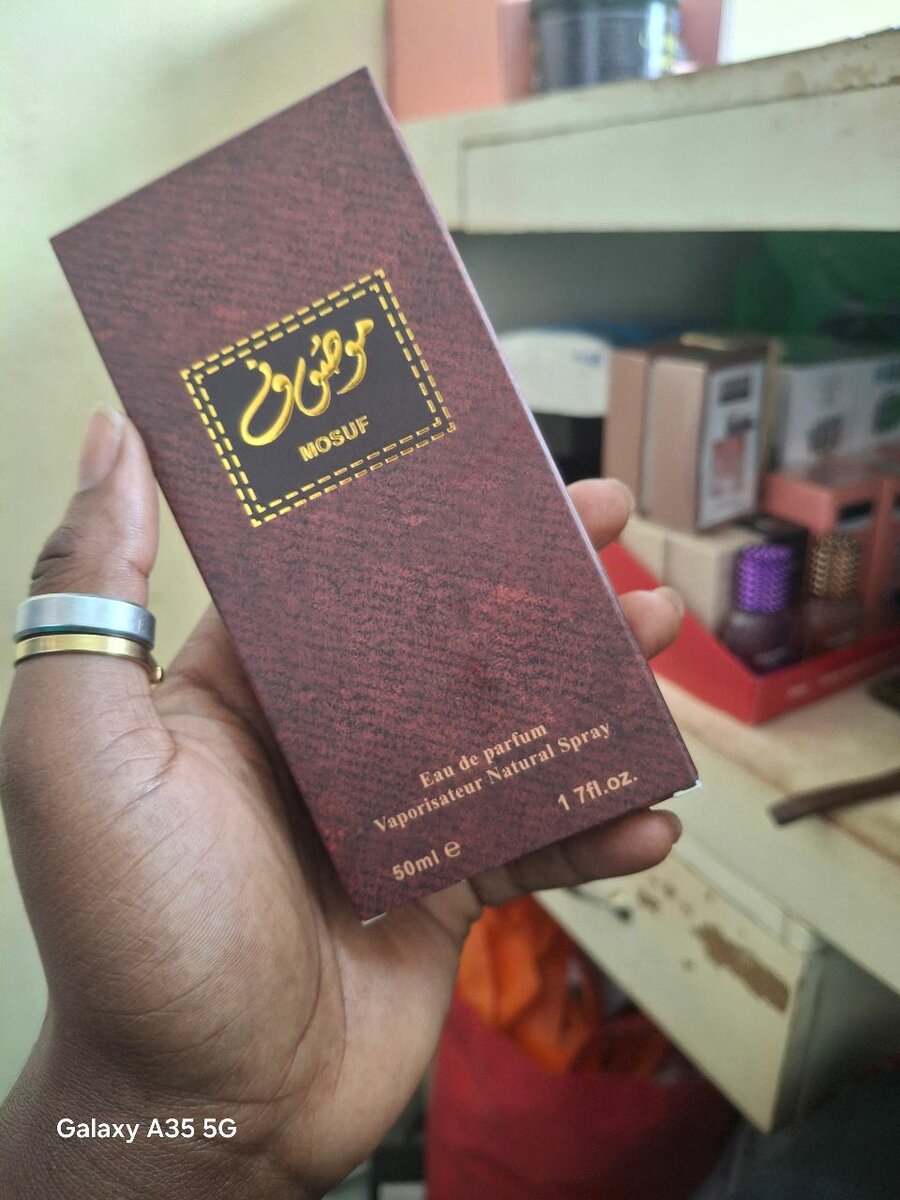 موصوف
MOSUF
Eau de parfum
Vaporisateur Natural Spray
50ml ℮ 1 7fl.oz.
Galaxy A35 5G